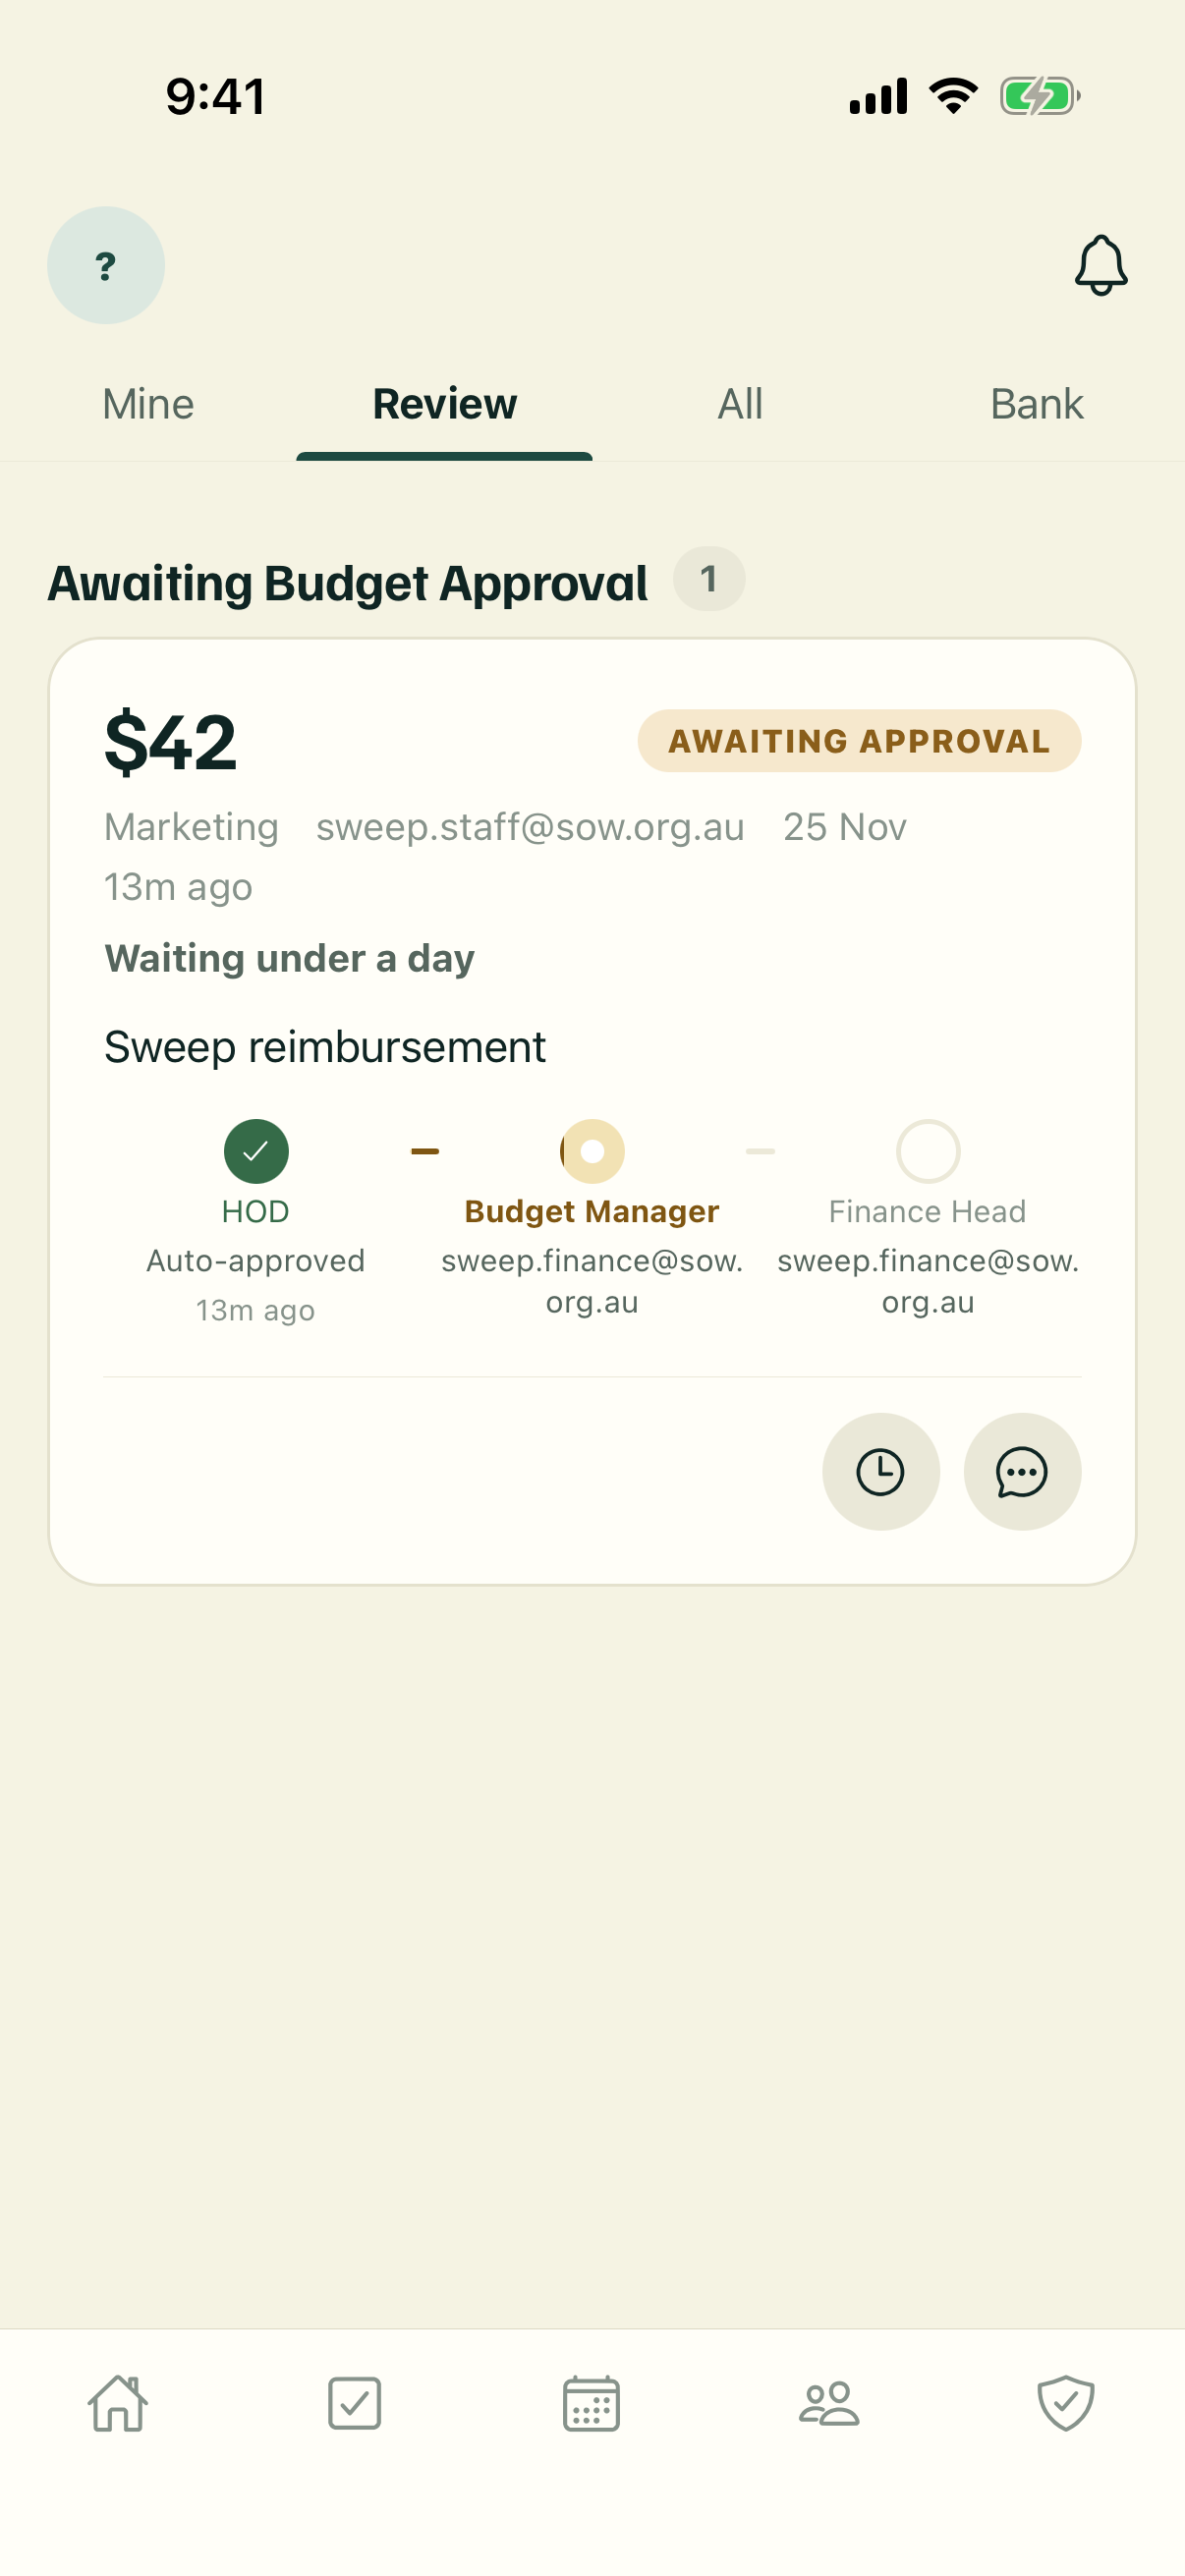 9:41
?
Mine Review All Bank
Awaiting Budget Approval 1
$42 AWAITING APPROVAL
Marketing sweep.staff@sow.org.au 25 Nov
13m ago
Waiting under a day
Sweep reimbursement
HOD Budget Manager Finance Head
Auto-approved sweep.finance@sow. sweep.finance@sow.
13m ago org.au org.au